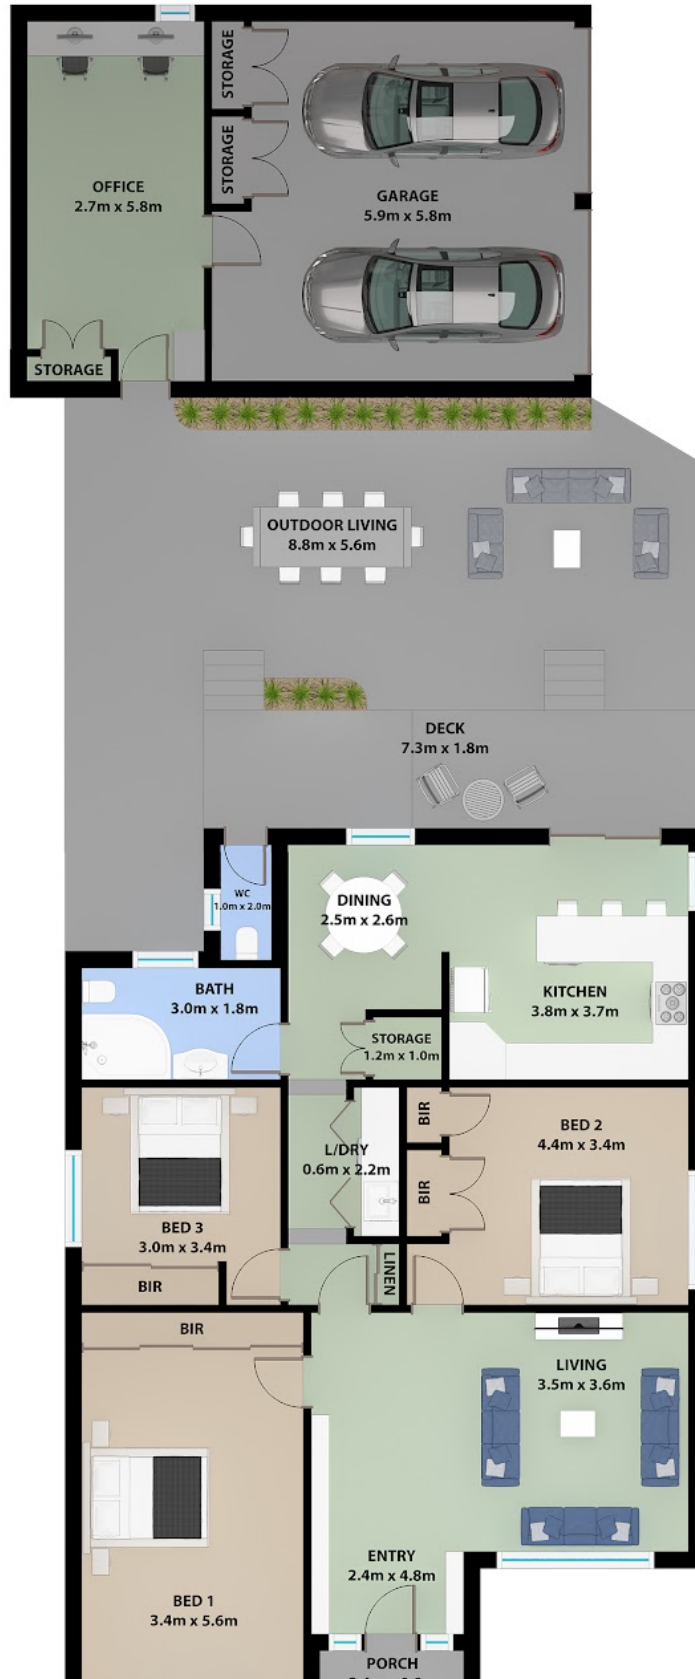 STORAGE
STORAGE
OFFICE
2.7m x 5.8m
GARAGE
5.9m x 5.8m
STORAGE
OUTDOOR LIVING
8.8m x 5.6m
DECK
7.3m x 1.8m
WC
1.0m x 2.0m
DINING
2.5m x 2.6m
BATH
3.0m x 1.8m
KITCHEN
3.8m x 3.7m
STORAGE
1.2m x 1.0m
BIR
BED 2
4.4m x 3.4m
L/DRY
0.6m x 2.2m
BIR
BED 3
3.0m x 3.4m
LINEN
BIR
BIR
LIVING
3.5m x 3.6m
ENTRY
2.4m x 4.8m
BED 1
3.4m x 5.6m
PORCH